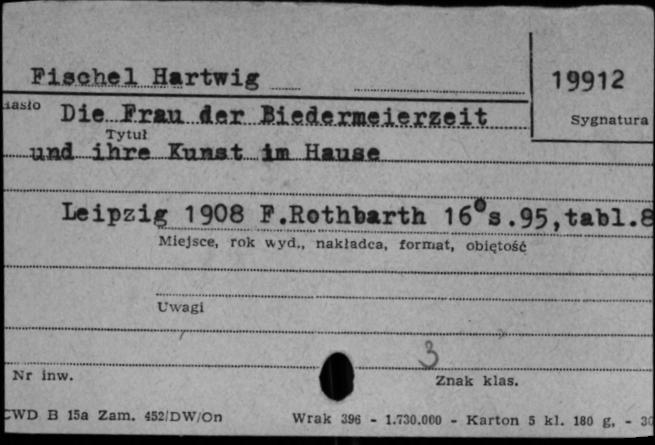 Fischel Hartwig
19912
Hasło
Die Frau der Biedermeierzeit
Sygnatura
Tytuł
und ihre Kunst im Hause
Leipzig 1908 F.Rothbarth 16° s.95,tabl.8
Miejsce, rok wyd., nakładca, format, objętość
Uwagi
3
Nr inw.
Znak klas.
CWD B 15a Zam. 452/DW/On
Wrak 396 - 1.730.000 - Karton 5 kl. 180 g, - 30